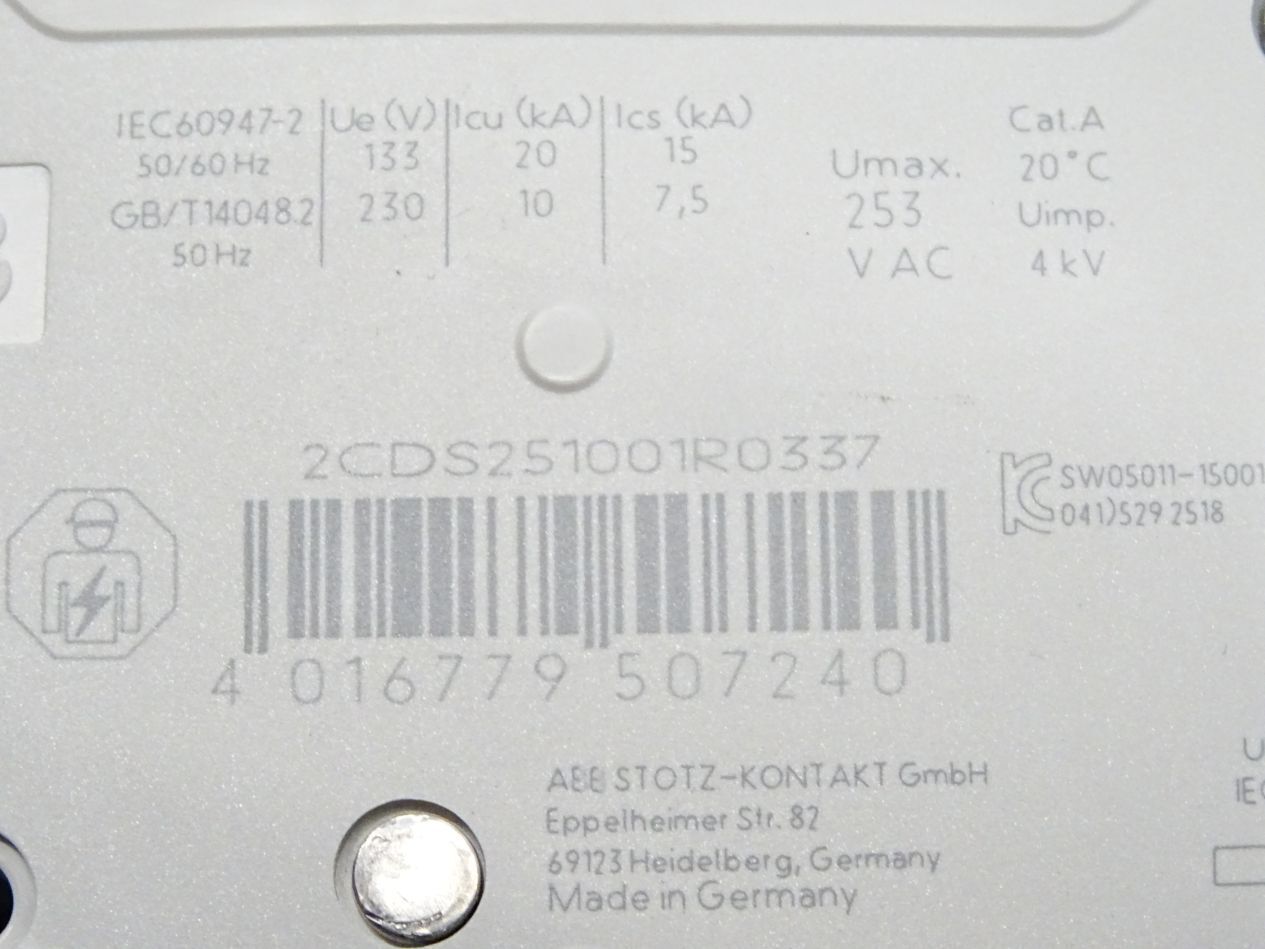 IEC60947-2 Ue (V) Icu (kA) Ics (kA)
50/60 Hz 133 20 15
GB/T14048.2 230 10 7,5
50 Hz
Umax.
253
V AC
Cat.A
20°C
Uimp.
4 kV
2CDS251001R0337
SW05011-15001
041)529 2518
4 016779 507240
ABB STOTZ-KONTAKT GmbH
Eppelheimer Str. 82
69123 Heidelberg, Germany
Made in Germany